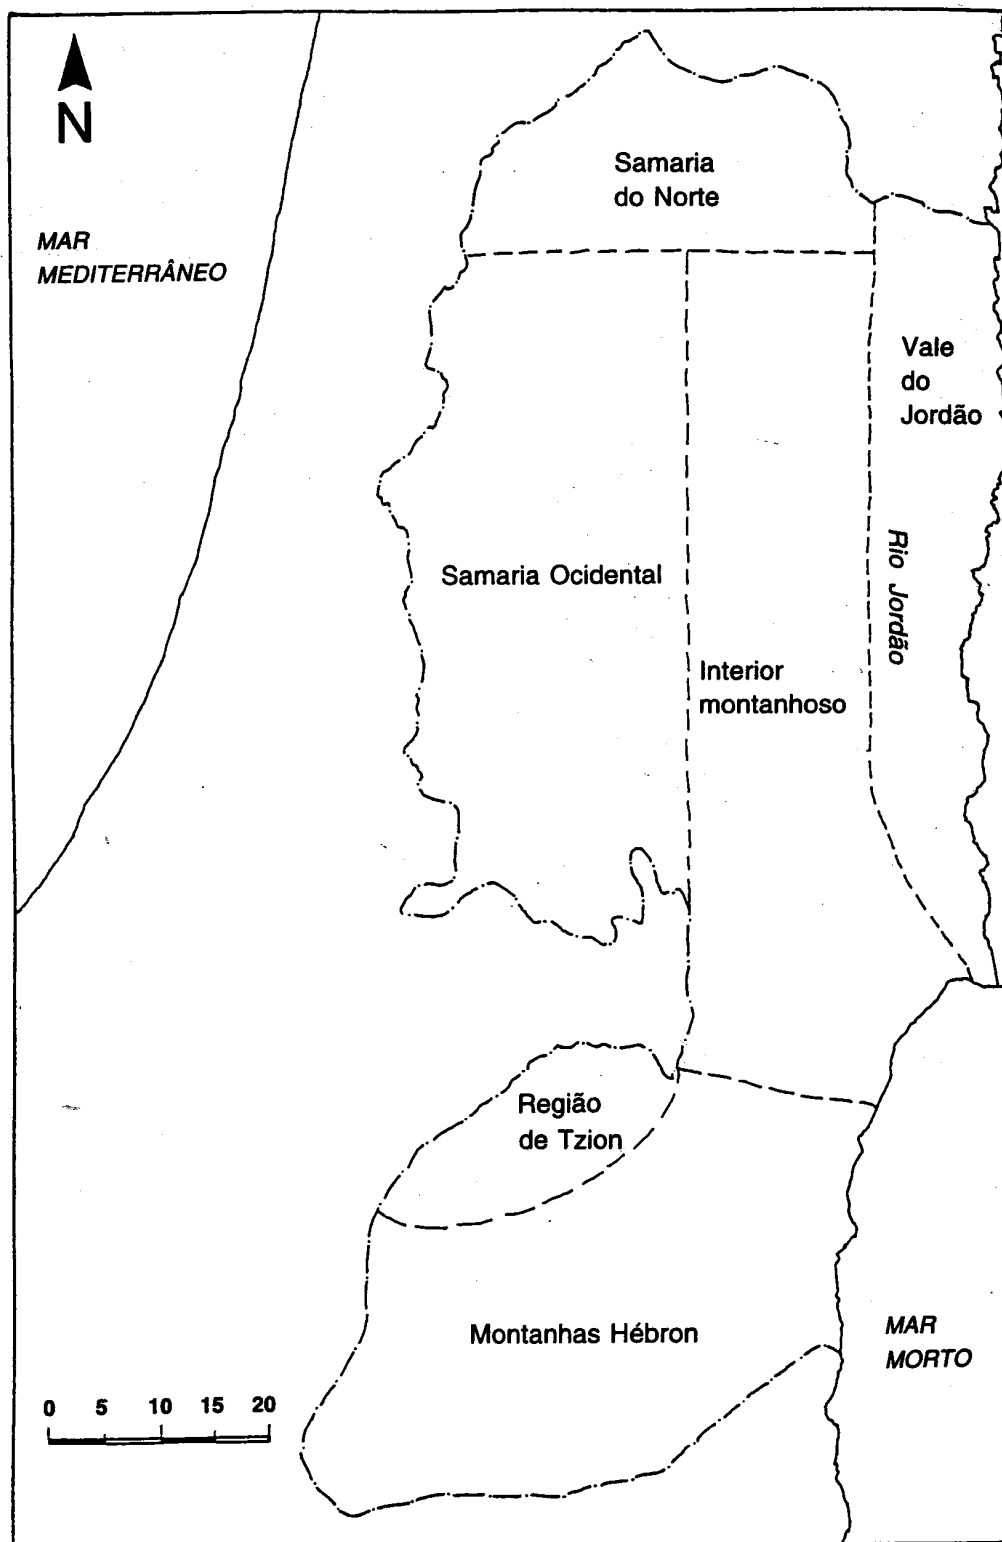 N
Samaria
do Norte
MAR
MEDITERRÂNEO
Vale
do
Jordão
Rio Jordão
Samaria Ocidental
Interior
montanhoso
Região
de Tzion
Montanhas Hébron
MAR
MORTO
0 5 10 15 20